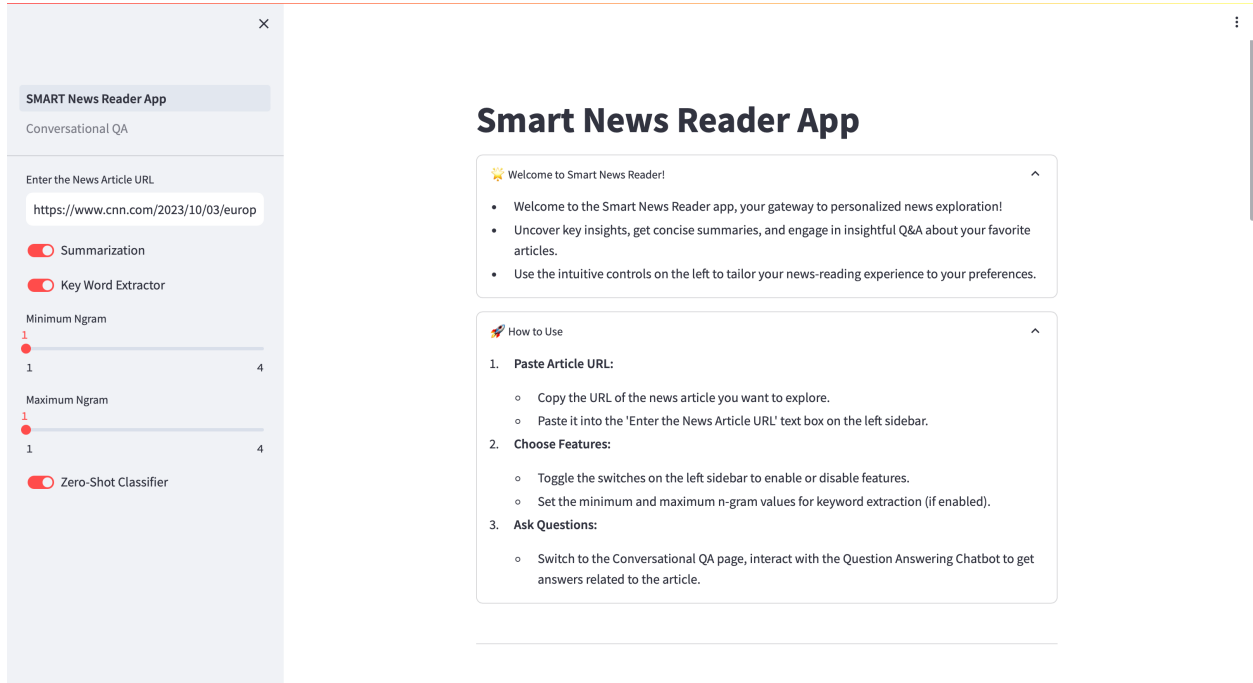 SMART News Reader App
Conversational QA
Enter the News Article URL
https://www.cnn.com/2023/10/03/europ
Summarization
Key Word Extractor
Minimum Ngram
1
1 4
Maximum Ngram
1
1 4
Zero-Shot Classifier
Smart News Reader App
🌟 Welcome to Smart News Reader!
• Welcome to the Smart News Reader app, your gateway to personalized news exploration!
• Uncover key insights, get concise summaries, and engage in insightful Q&A about your favorite
articles.
• Use the intuitive controls on the left to tailor your news-reading experience to your preferences.
🚀 How to Use
1. Paste Article URL:
◦ Copy the URL of the news article you want to explore.
◦ Paste it into the 'Enter the News Article URL' text box on the left sidebar.
2. Choose Features:
◦ Toggle the switches on the left sidebar to enable or disable features.
◦ Set the minimum and maximum n-gram values for keyword extraction (if enabled).
3. Ask Questions:
◦ Switch to the Conversational QA page, interact with the Question Answering Chatbot to get
answers related to the article.